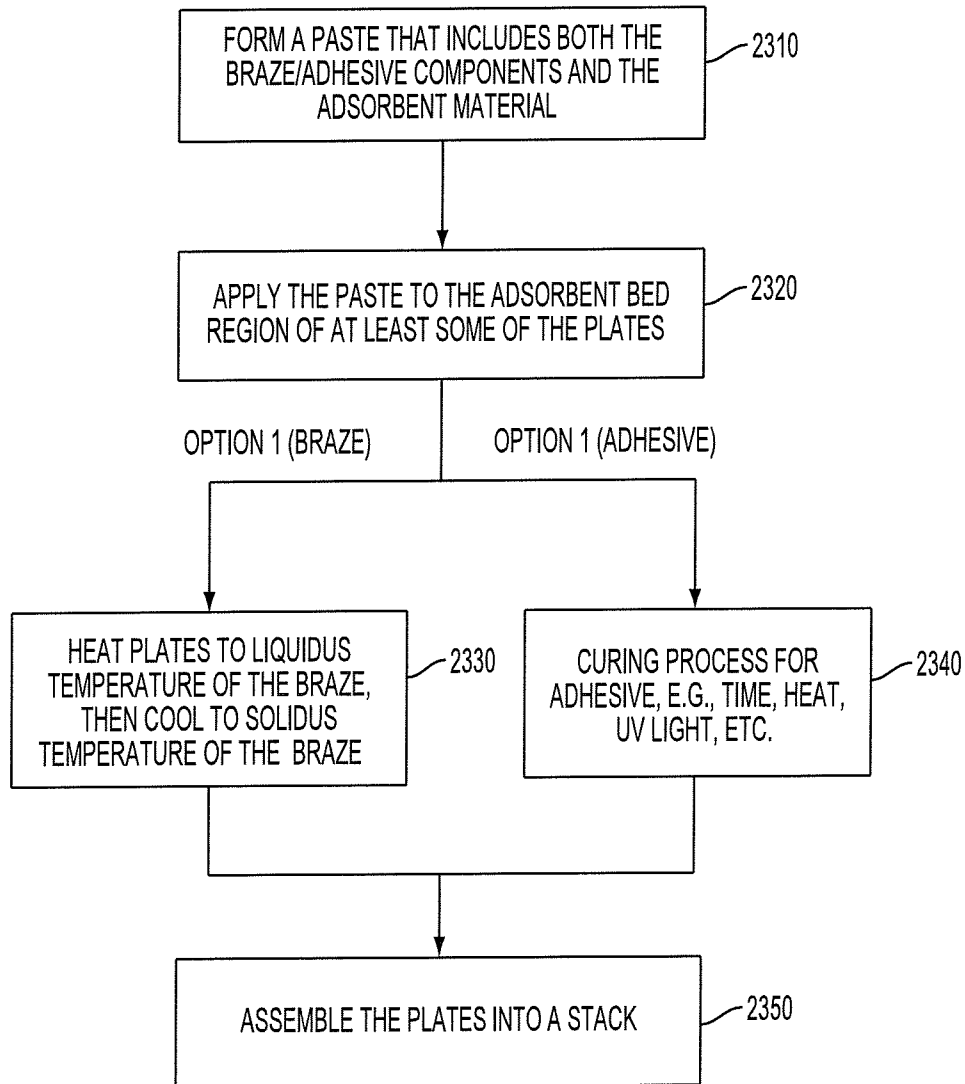 FORM A PASTE THAT INCLUDES BOTH THE
BRAZE/ADHESIVE COMPONENTS AND THE
ADSORBENT MATERIAL
2310
APPLY THE PASTE TO THE ADSORBENT BED
REGION OF AT LEAST SOME OF THE PLATES
2320
OPTION 1 (BRAZE)
OPTION 1 (ADHESIVE)
HEAT PLATES TO LIQUIDUS
TEMPERATURE OF THE BRAZE,
THEN COOL TO SOLIDUS
TEMPERATURE OF THE BRAZE
2330
CURING PROCESS FOR
ADHESIVE, E.G., TIME, HEAT,
UV LIGHT, ETC.
2340
ASSEMBLE THE PLATES INTO A STACK
2350